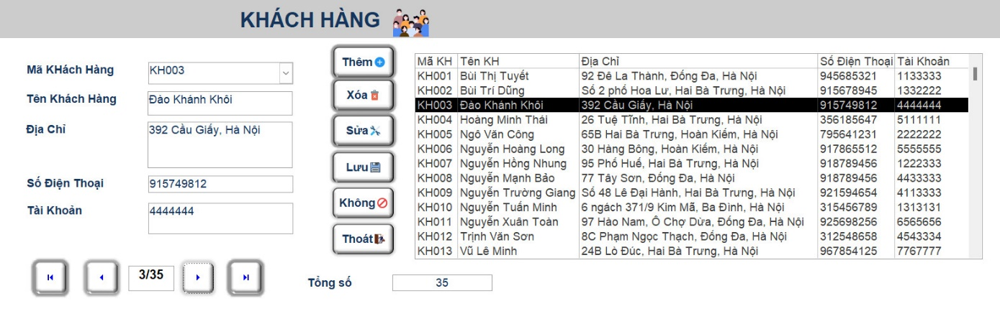 KHÁCH HÀNG
Mã KHách Hàng KH003
Tên Khách Hàng Đào Khánh Khôi
Địa Chỉ 392 Cầu Giấy, Hà Nội
Số Điện Thoại 915749812
Tài Khoản 4444444
3/35
Thêm
Xóa
Sửa
Lưu
Không
Thoát
Tổng số 35
Mã KH Tên KH Địa Chỉ Số Điện Thoại Tài Khoản
KH001 Bùi Thị Tuyết 92 Đê La Thành, Đống Đa, Hà Nội 945685321 1133333
KH002 Bùi Trí Dũng Số 2 phố Hoa Lư, Hai Bà Trưng, Hà Nội 915678945 1332222
KH003 Đào Khánh Khôi 392 Cầu Giấy, Hà Nội 915749812 4444444
KH004 Hoàng Minh Thái 26 Tuệ Tĩnh, Hai Bà Trưng, Hà Nội 356185647 5111111
KH005 Ngô Văn Công 65B Hai Bà Trưng, Hoàn Kiếm, Hà Nội 795641231 2222222
KH006 Nguyễn Hoàng Long 30 Hàng Bông, Hoàn Kiếm, Hà Nội 917865512 5555555
KH007 Nguyễn Hồng Nhung 95 Phố Huế, Hai Bà Trưng, Hà Nội 918789456 1222333
KH008 Nguyễn Mạnh Bảo 77 Tây Sơn, Đống Đa, Hà Nội 918789456 4433333
KH009 Nguyễn Trường Giang Số 48 Lê Đại Hành, Hai Bà Trưng, Hà Nội 921594654 4113333
KH010 Nguyễn Tuấn Minh 6 ngách 371/9 Kim Mã, Ba Đình, Hà Nội 315456789 1313131
KH011 Nguyễn Xuân Toàn 97 Hào Nam, Ô Chợ Dừa, Đống Đa, Hà Nội 925698256 6565656
KH012 Trịnh Văn Sơn 8C Phạm Ngọc Thạch, Đống Đa, Hà Nội 312548658 4543334
KH013 Vũ Lê Minh 24B Lò Đúc, Hai Bà Trưng, Hà Nội 967854125 7767777